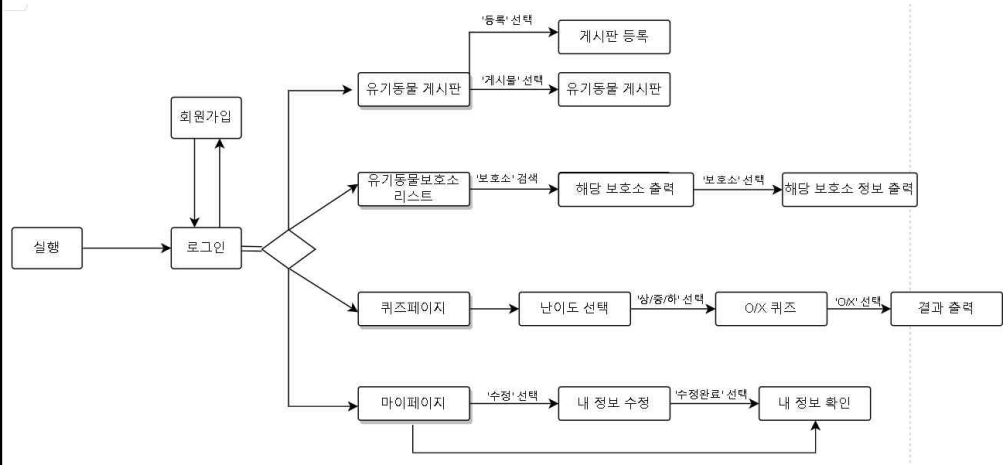 '등록' 선택
게시판 등록
유기동물 게시판
'게시물' 선택
유기동물 게시판
회원가입
유기동물보호소
리스트
'보호소' 검색
해당 보호소 출력
'보호소' 선택
해당 보호소 정보 출력
실행
로그인
퀴즈페이지
난이도 선택
'상/중/하' 선택
O/X 퀴즈
'O/X' 선택
결과 출력
마이페이지
'수정' 선택
내 정보 수정
'수정완료' 선택
내 정보 확인